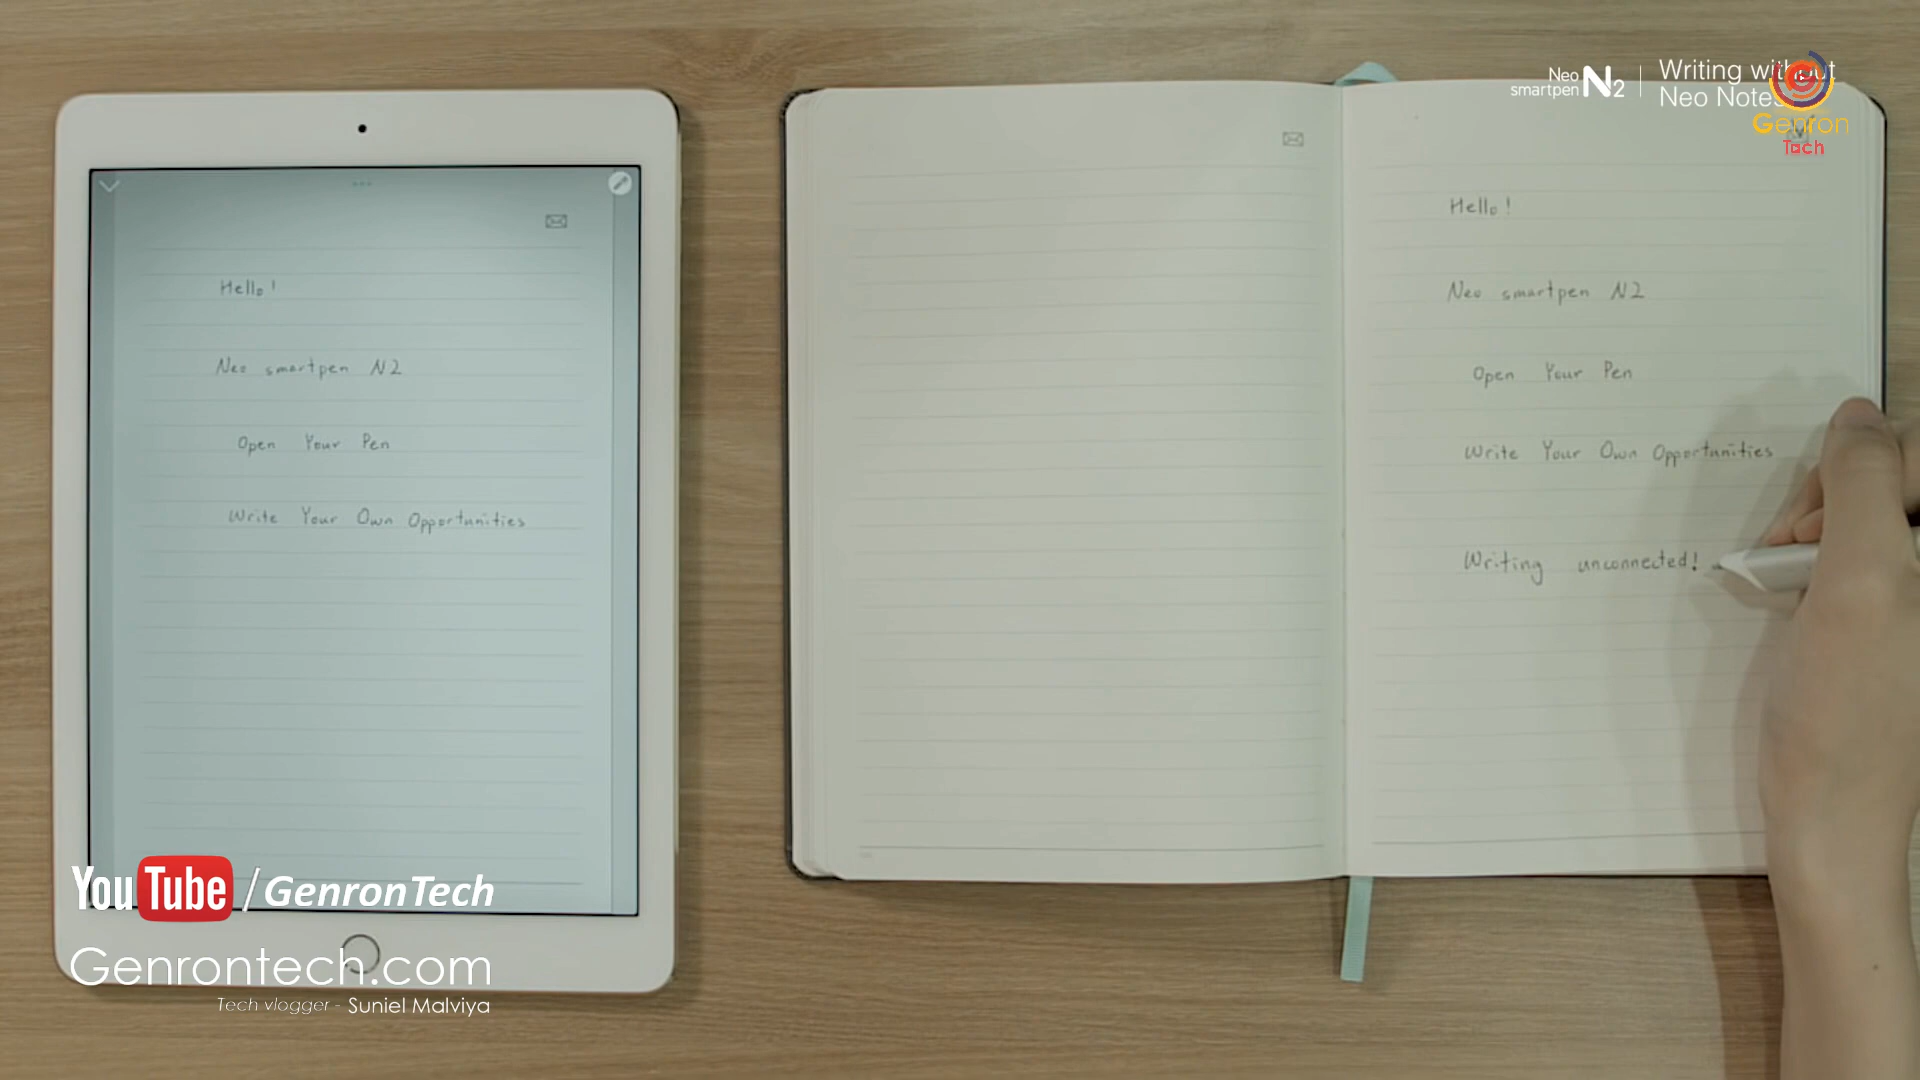 Neo smartpen N2
Writing without
Neo Notes
Genron
Tech
Hello!
Neo smartpen N2
Open Your Pen
Write Your Own Opportunities
Hello!
Neo smartpen N2
Open Your Pen
Write Your Own Opportunities
Writing unconnected!
YouTube /GenronTech
Genrontech.com
Tech vlogger - Suniel Malviya